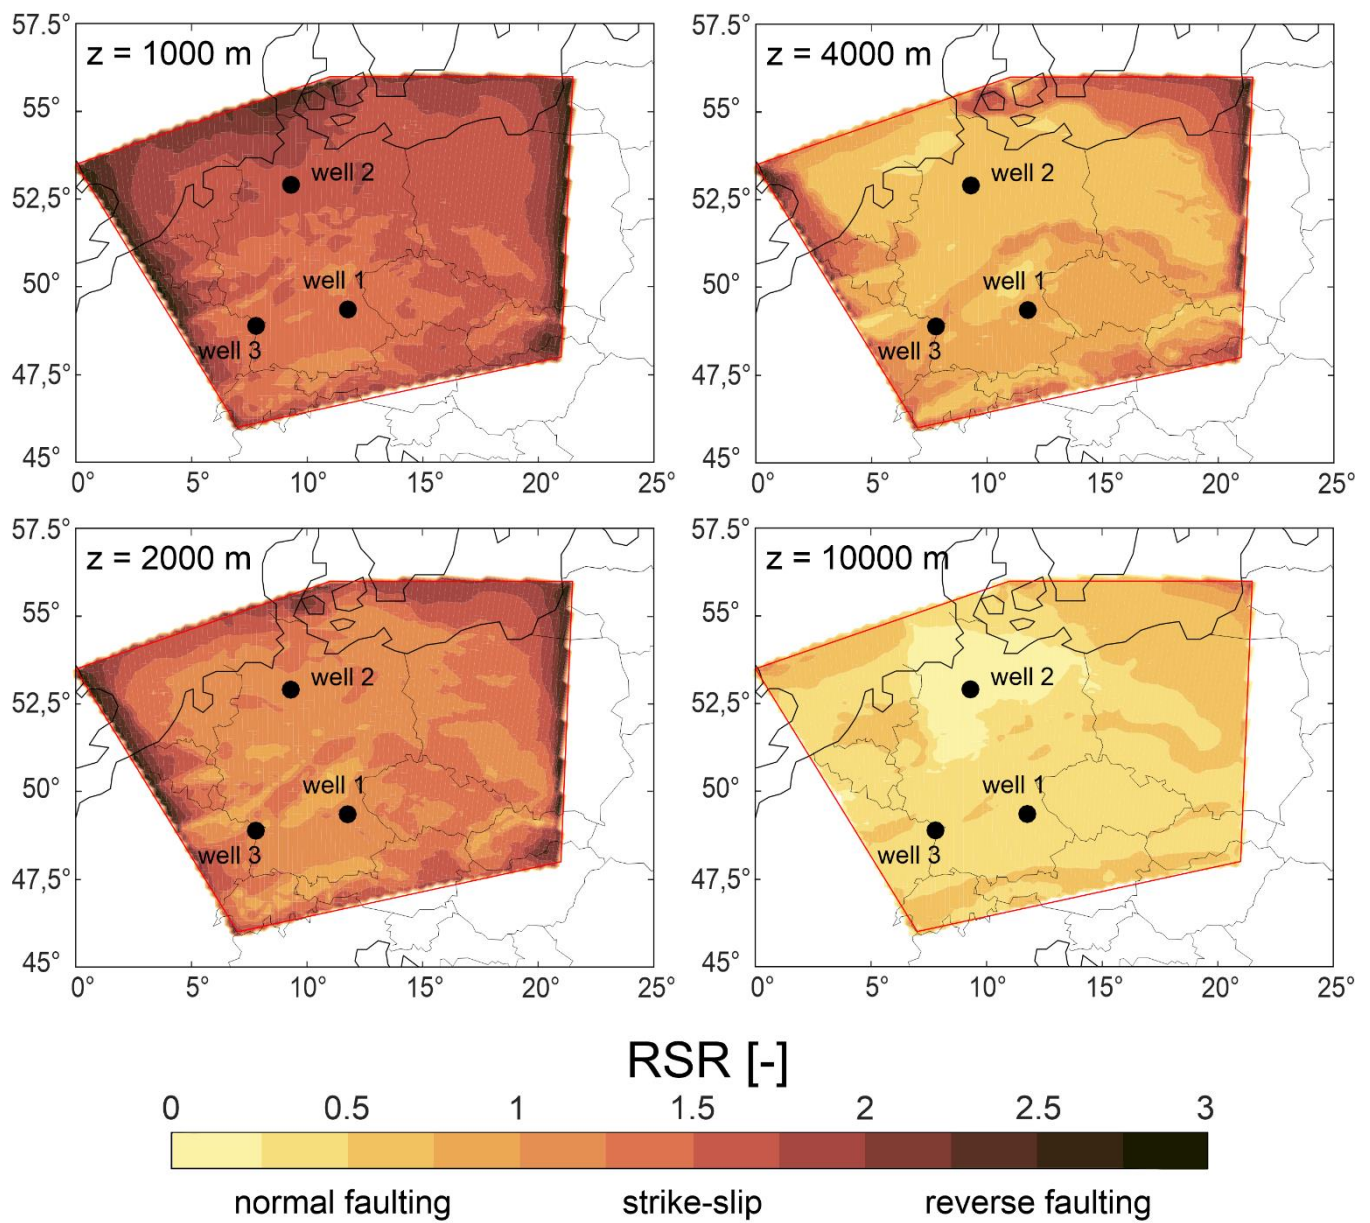 57.5°
55°
52,5°
50°
47,5°
45°
0°
5°
10°
15°
20°
25°
z = 1000 m
well 2
well 1
well 3
57.5°
55°
52,5°
50°
47,5°
45°
0°
5°
10°
15°
20°
25°
z = 4000 m
well 2
well 1
well 3
57.5°
55°
52,5°
50°
47,5°
45°
0°
5°
10°
15°
20°
25°
z = 2000 m
well 2
well 1
well 3
57.5°
55°
52,5°
50°
47,5°
45°
0°
5°
10°
15°
20°
25°
z = 10000 m
well 2
well 1
well 3
RSR [-]
0 0.5 1 1.5 2 2.5 3
normal faulting strike-slip reverse faulting